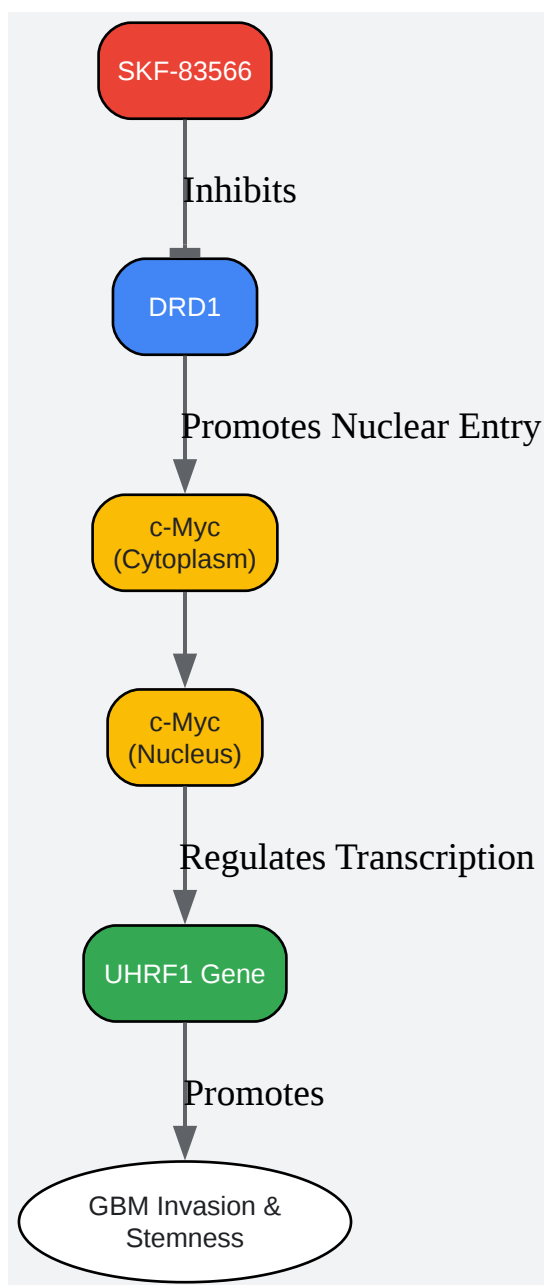 SKF-83566
Inhibits
DRD1
Promotes Nuclear Entry
c-Myc
(Cytoplasm)
c-Myc
(Nucleus)
Regulates Transcription
UHRF1 Gene
Promotes
GBM Invasion &
Stemness